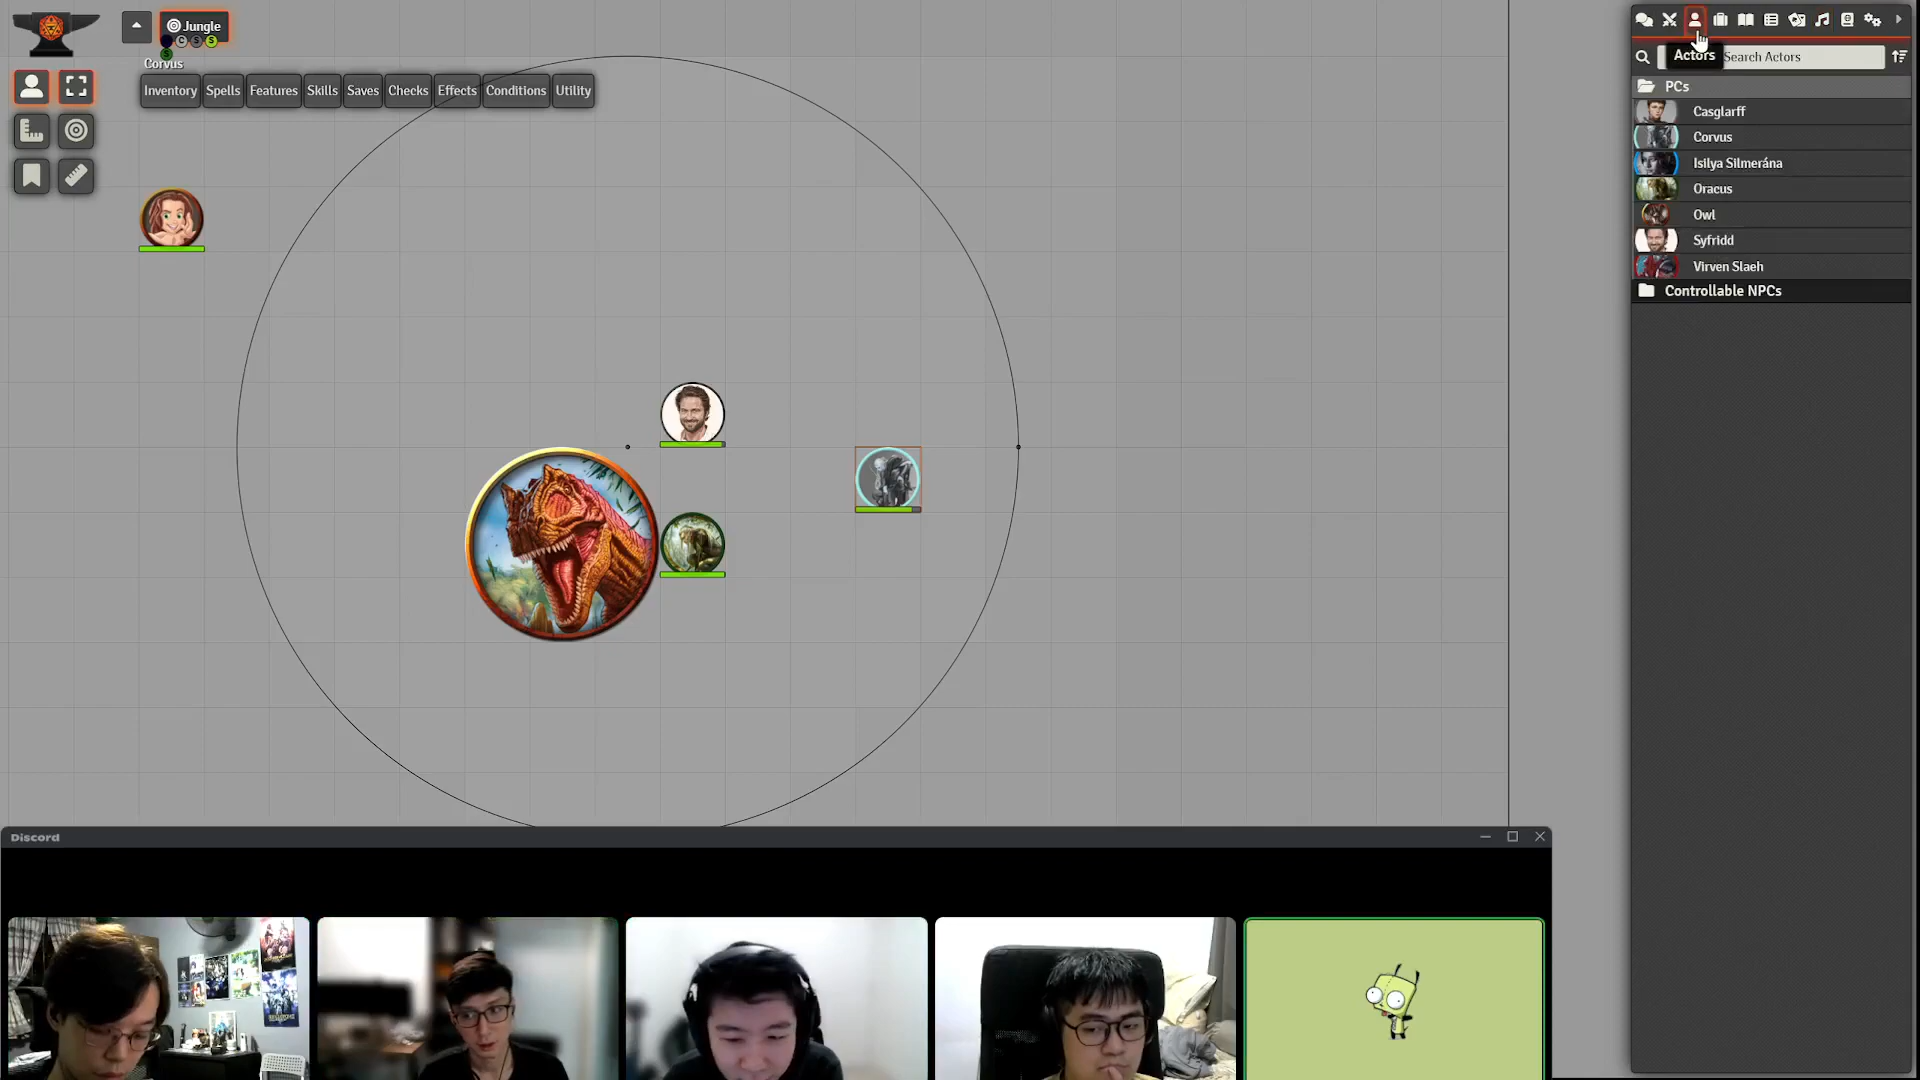 Jungle
C S S
S
Corvus
Inventory Spells Features Skills Saves Checks Effects Conditions Utility
Actors
Search Actors
PCs
Casglarff
Corvus
Isilya Silmerána
Oracus
Owl
Syfridd
Virven Slaeh
Controllable NPCs
Discord